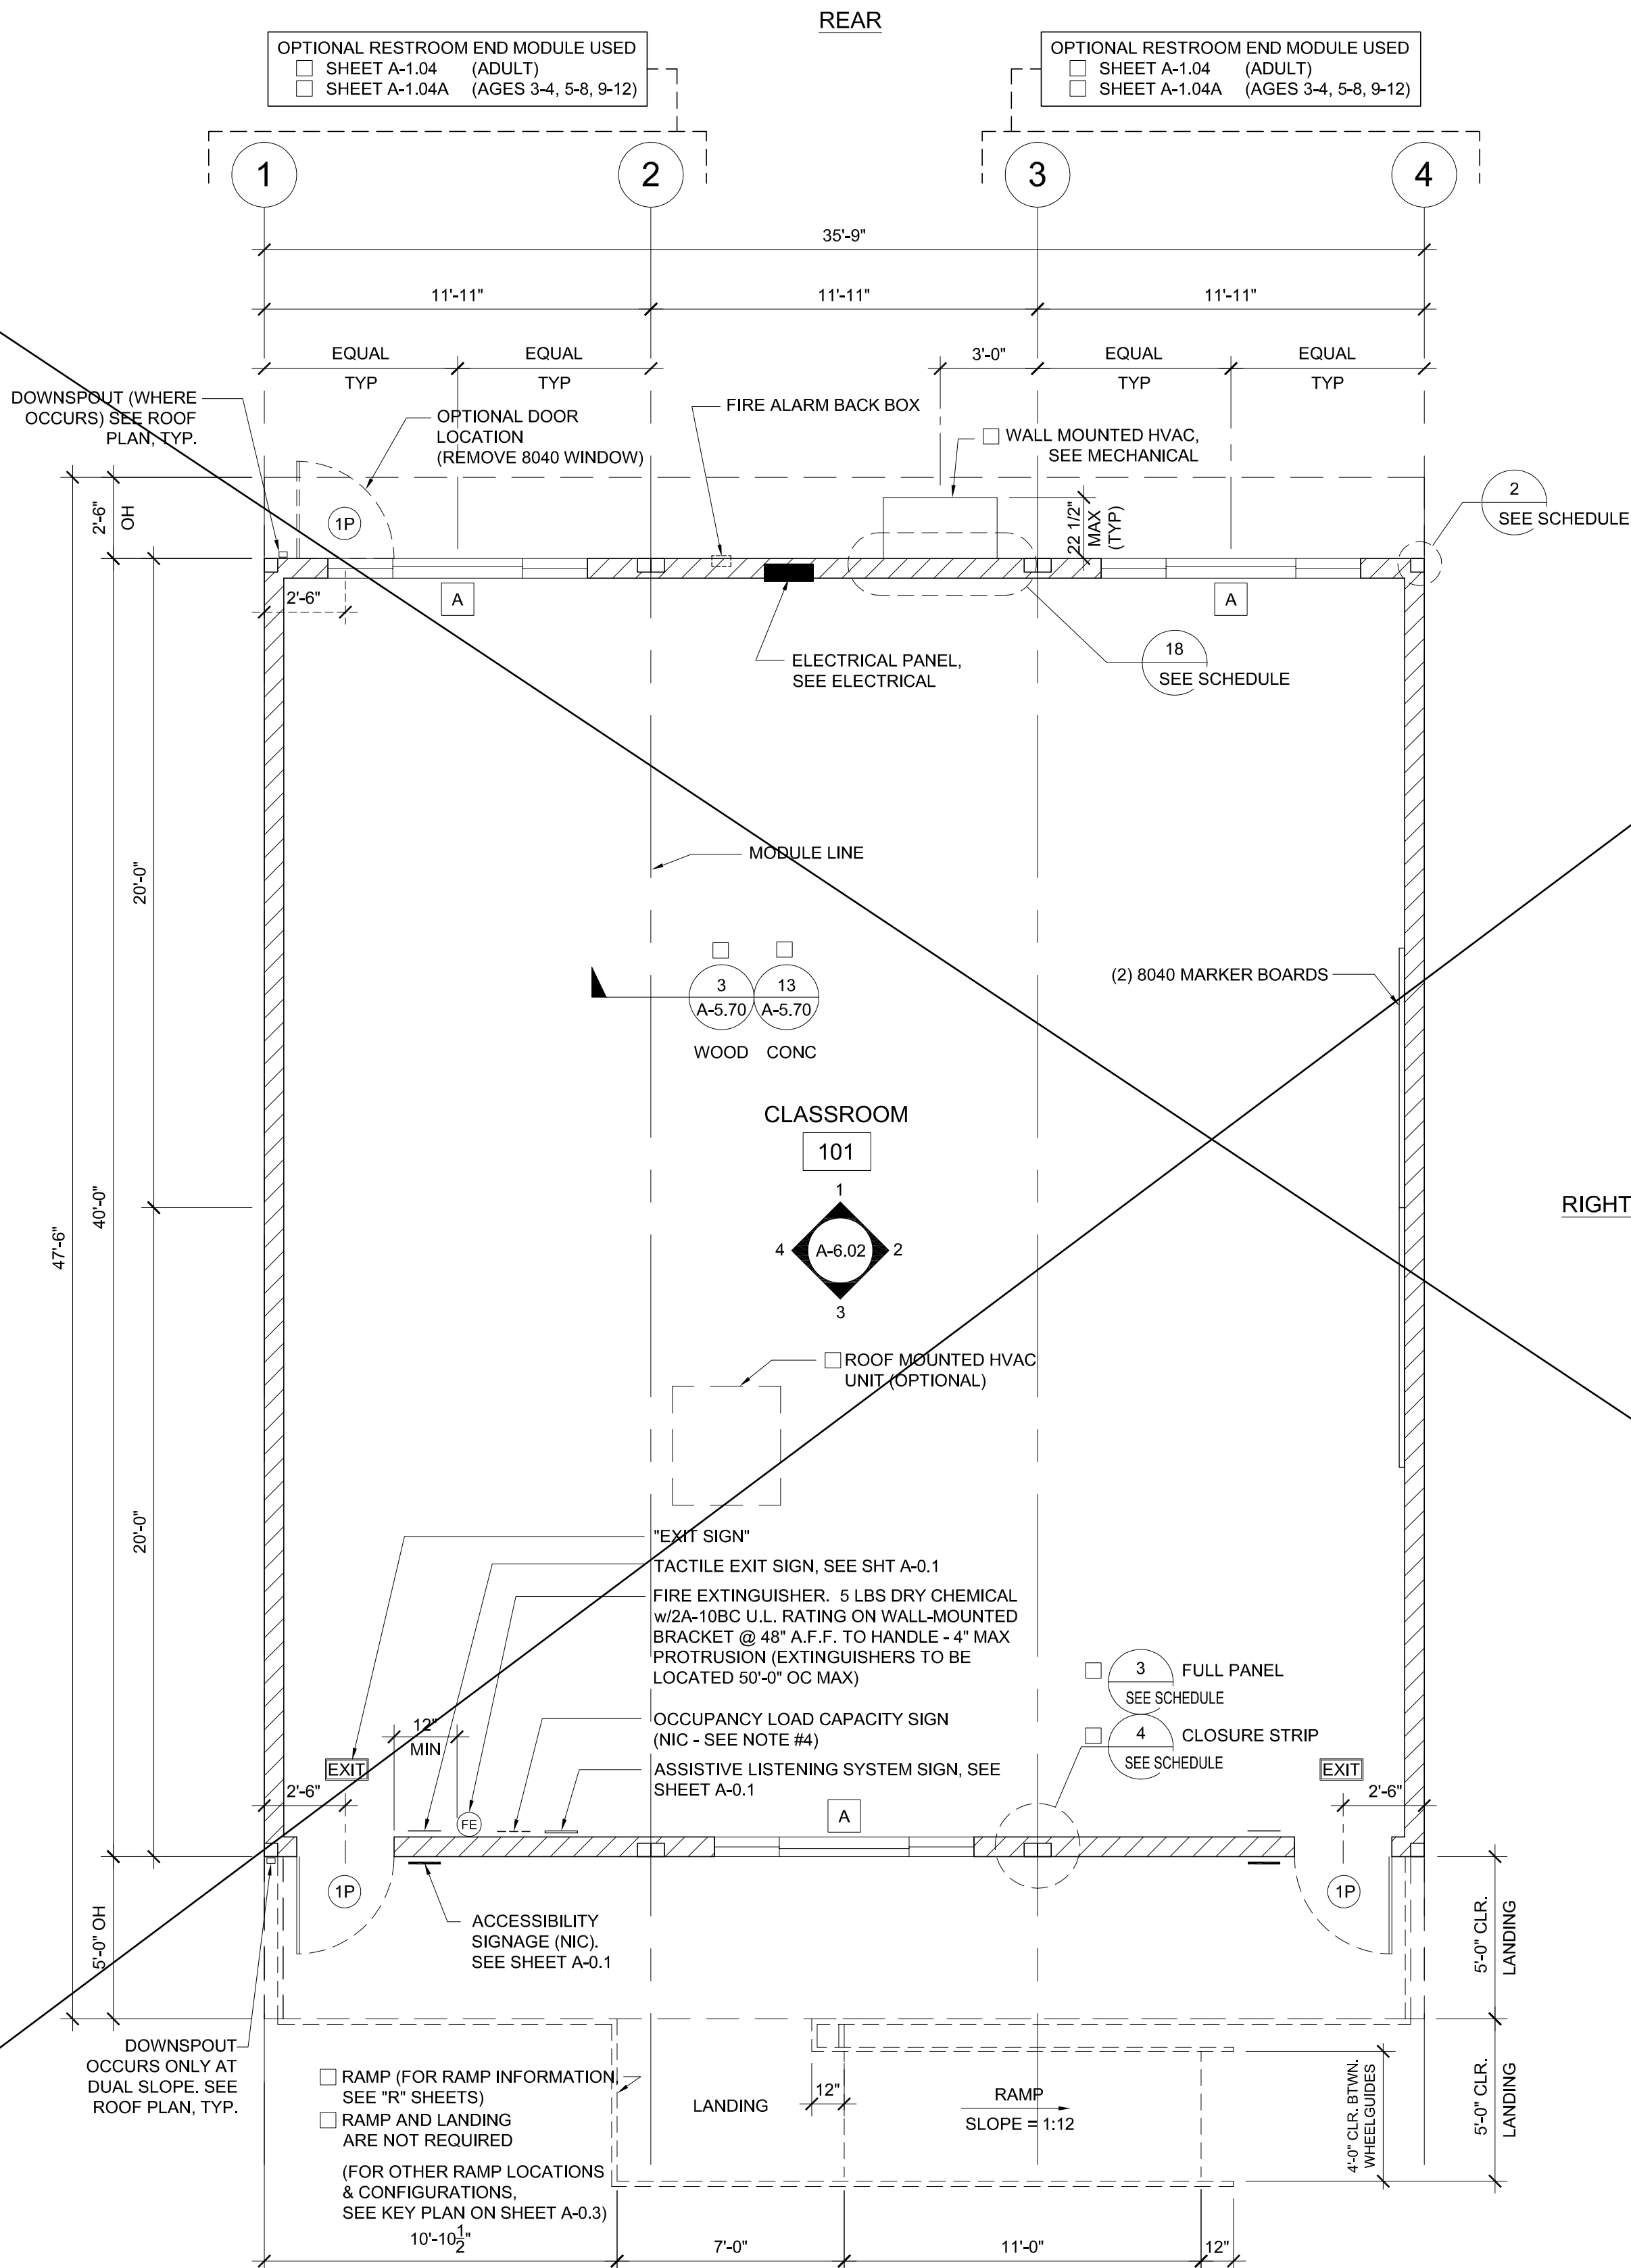 REAR
OPTIONAL RESTROOM END MODULE USED
SHEET A-1.04 (ADULT)
SHEET A-1.04A (AGES 3-4, 5-8, 9-12)
OPTIONAL RESTROOM END MODULE USED
SHEET A-1.04 (ADULT)
SHEET A-1.04A (AGES 3-4, 5-8, 9-12)
1
2
3
4
35'-9"
11'-11"
11'-11"
11'-11"
EQUAL
TYP
EQUAL
TYP
3'-0"
EQUAL
TYP
EQUAL
TYP
DOWNSPOUT (WHERE
OCCURS) SEE ROOF
PLAN, TYP.
OPTIONAL DOOR
LOCATION
(REMOVE 8040 WINDOW)
FIRE ALARM BACK BOX
WALL MOUNTED HVAC,
SEE MECHANICAL
2
SEE SCHEDULE
2'-6"
OH
1P
22 1/2"
MAX
(TYP)
2'-6"
A
A
ELECTRICAL PANEL,
SEE ELECTRICAL
18
SEE SCHEDULE
MODULE LINE
20'-0"
3
A-5.70
13
A-5.70
WOOD
CONC
(2) 8040 MARKER BOARDS
CLASSROOM
101
1
4
A-6.02
2
3
40'-0"
47'-6"
RIGHT
ROOF MOUNTED HVAC
UNIT (OPTIONAL)
20'-0"
"EXIT SIGN"
TACTILE EXIT SIGN, SEE SHT A-0.1
FIRE EXTINGUISHER. 5 LBS DRY CHEMICAL
w/2A-10BC U.L. RATING ON WALL-MOUNTED
BRACKET @ 48" A.F.F. TO HANDLE - 4" MAX
PROTRUSION (EXTINGUISHERS TO BE
LOCATED 50'-0" OC MAX)
3
SEE SCHEDULE
FULL PANEL
OCCUPANCY LOAD CAPACITY SIGN
(NIC - SEE NOTE #4)
4
SEE SCHEDULE
CLOSURE STRIP
12"
MIN
ASSISTIVE LISTENING SYSTEM SIGN, SEE
SHEET A-0.1
EXIT
EXIT
2'-6"
2'-6"
FE
A
1P
1P
ACCESSIBILITY
SIGNAGE (NIC).
SEE SHEET A-0.1
5'-0" OH
5'-0" CLR.
LANDING
DOWNSPOUT
OCCURS ONLY AT
DUAL SLOPE. SEE
ROOF PLAN, TYP.
RAMP (FOR RAMP INFORMATION,
SEE "R" SHEETS)
RAMP AND LANDING
ARE NOT REQUIRED
(FOR OTHER RAMP LOCATIONS
& CONFIGURATIONS,
SEE KEY PLAN ON SHEET A-0.3)
LANDING
12"
RAMP
SLOPE = 1:12
4'-0" CLR. BTWN.
WHEELGUIDES
5'-0" CLR.
LANDING
10'-10 1/2"
7'-0"
11'-0"
12"